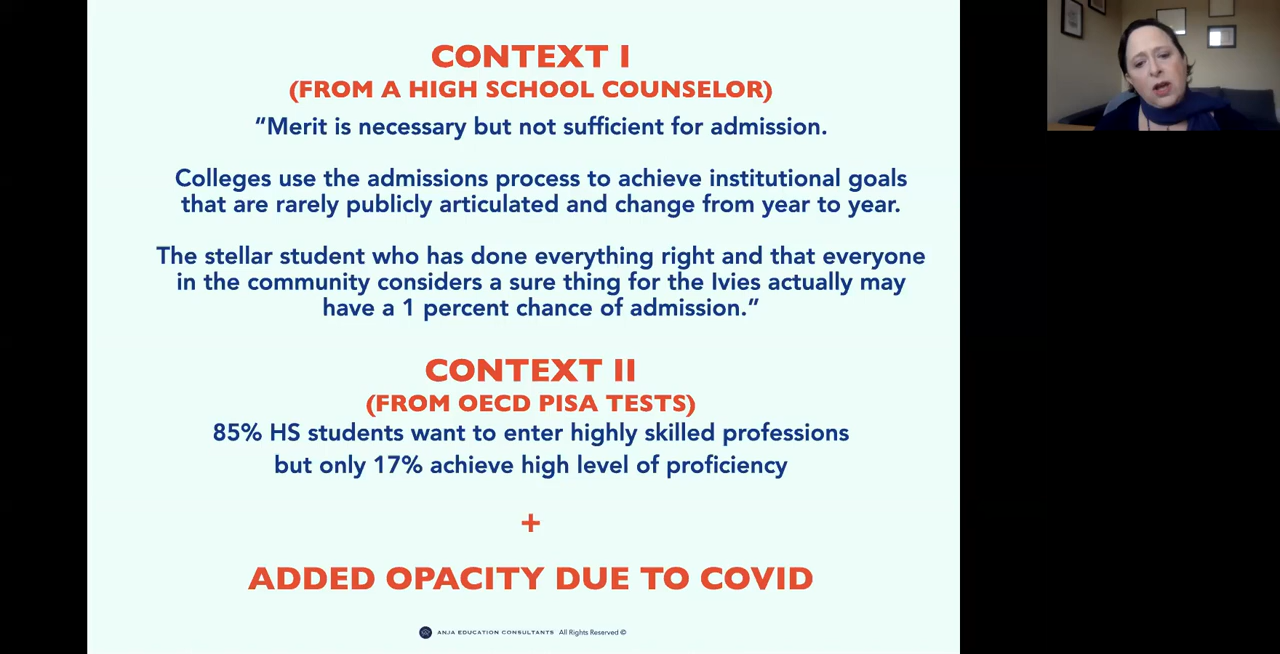 CONTEXT I
(FROM A HIGH SCHOOL COUNSELOR)
“Merit is necessary but not sufficient for admission.
Colleges use the admissions process to achieve institutional goals
that are rarely publicly articulated and change from year to year.
The stellar student who has done everything right and that everyone
in the community considers a sure thing for the Ivies actually may
have a 1 percent chance of admission.”
CONTEXT II
(FROM OECD PISA TESTS)
85% HS students want to enter highly skilled professions
but only 17% achieve high level of proficiency
+
ADDED OPACITY DUE TO COVID
ANJA EDUCATION CONSULTANTS All Rights Reserved ©